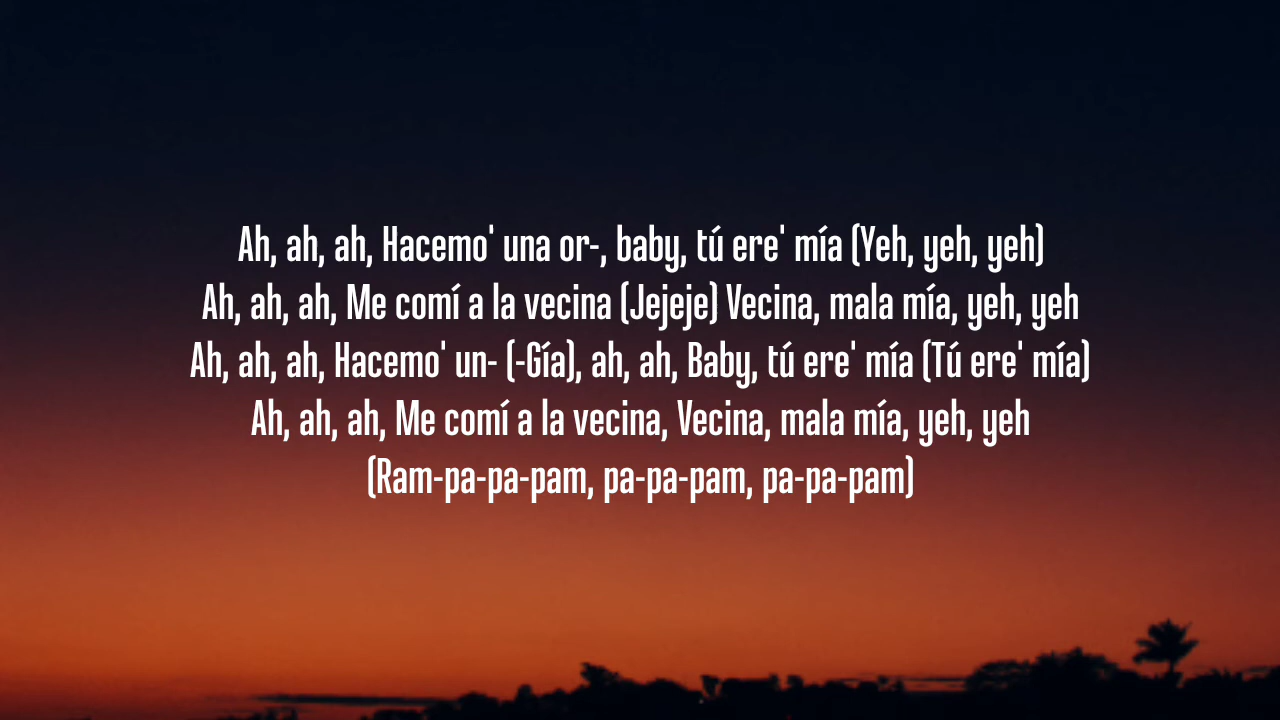 Ah, ah, ah, Hacemo' una or-, baby, tú ere' mía (Yeh, yeh, yeh)
Ah, ah, ah, Me comí a la vecina (Jejeje) Vecina, mala mía, yeh, yeh
Ah, ah, ah, Hacemo' un- (-Gía), ah, ah, Baby, tú ere' mía (Tú ere' mía)
Ah, ah, ah, Me comí a la vecina, Vecina, mala mía, yeh, yeh
(Ram-pa-pa-pam, pa-pa-pam, pa-pa-pam)